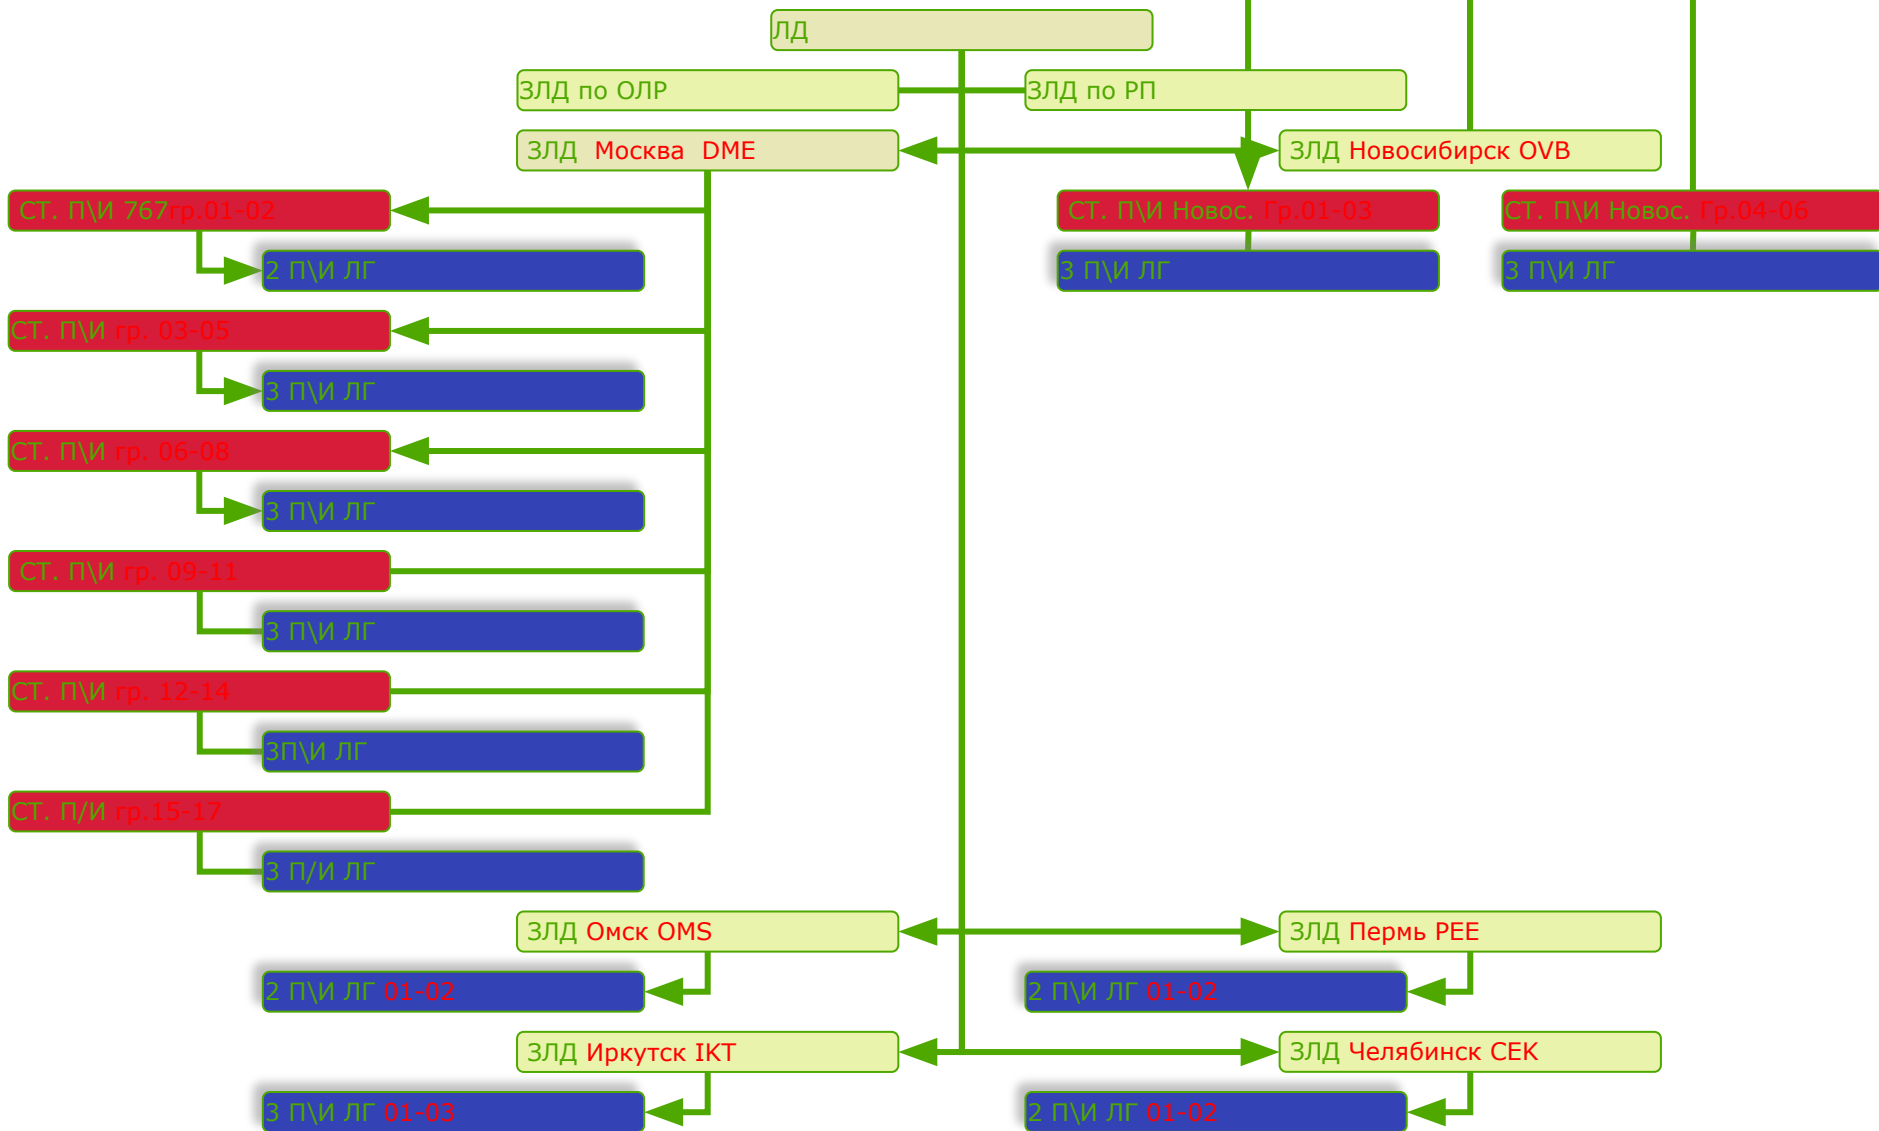 ЛД
ЗЛД по ОЛР
ЗЛД по РП
ЗЛД Москва DME
ЗЛД Новосибирск OVB
СТ. П\И 767гр.01-02
СТ. П\И Новос. Гр.01-03
СТ. П\И Новос. Гр.04-06
2 П\И ЛГ
3 П\И ЛГ
3 П\И ЛГ
СТ. П\И гр. 03-05
3 П\И ЛГ
СТ. П\И гр. 06-08
3 П\И ЛГ
СТ. П\И гр. 09-11
3 П\И ЛГ
СТ. П\И гр. 12-14
3П\И ЛГ
СТ. П/И гр.15-17
3 П/И ЛГ
ЗЛД Омск OMS
ЗЛД Пермь PEE
2 П\И ЛГ 01-02
2 П\И ЛГ 01-02
ЗЛД Иркутск IKT
ЗЛД Челябинск CEK
3 П\И ЛГ 01-03
2 П\И ЛГ 01-02